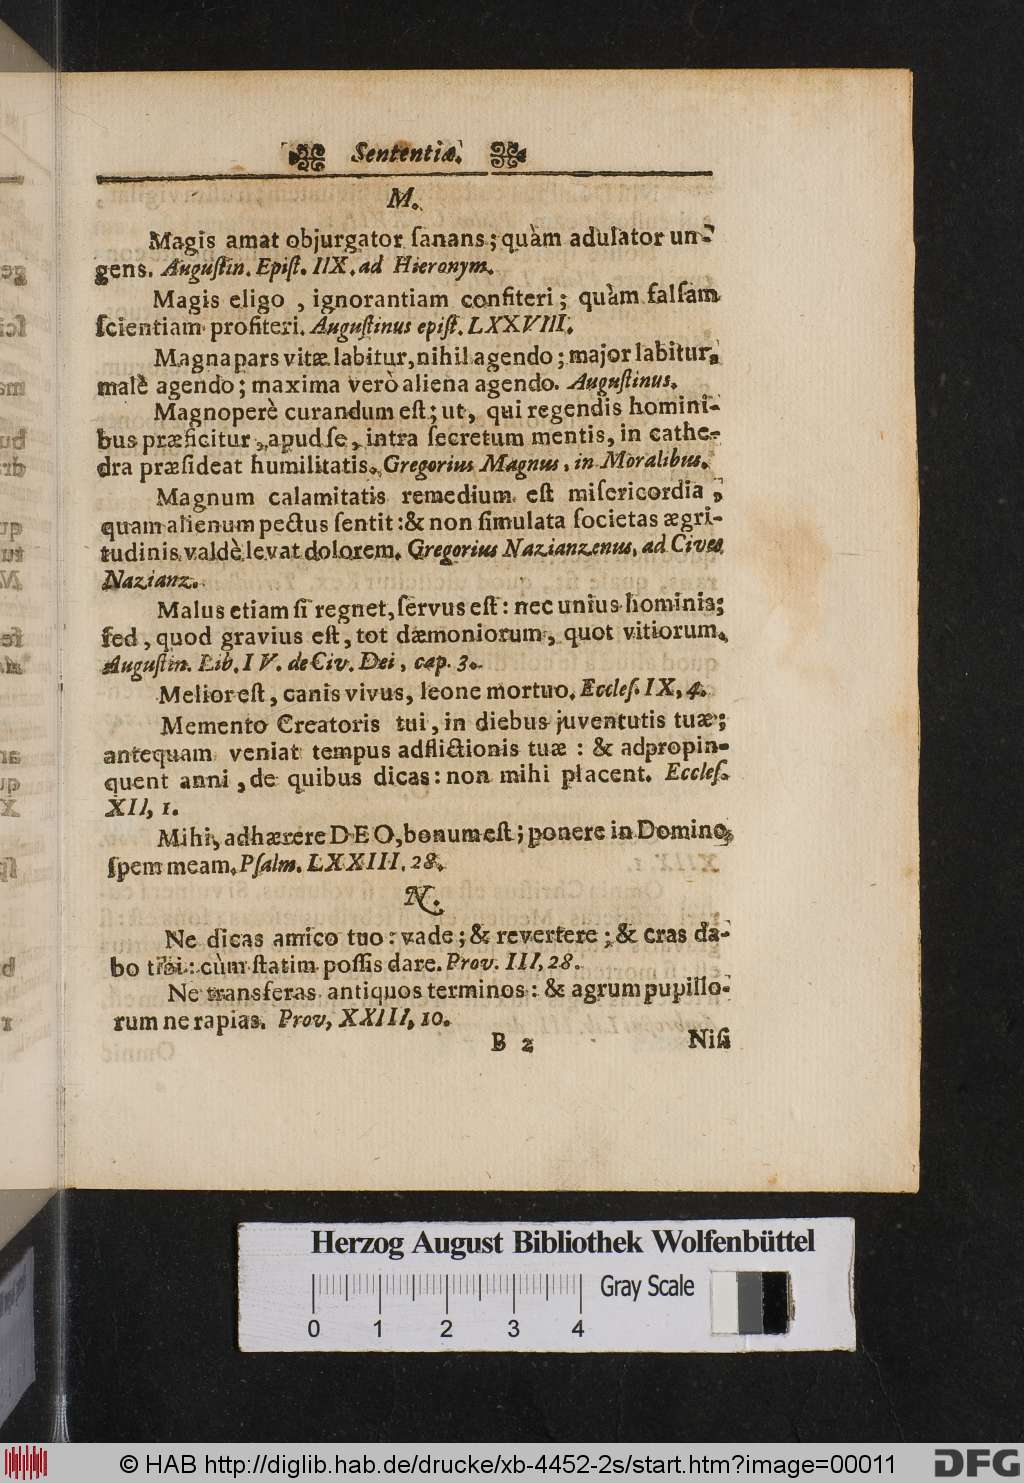 Sententiæ.
M.
Magis amat objurgator ſanans; quàm adulator un-
gens. Auguſtin. Epiſt. IIX. ad Hieronym.
Magis eligo, ignorantiam confiteri; quàm falſam
ſcientiam profiteri. Auguſtinus epiſt. LXXVIII.
Magna pars vitæ labitur, nihil agendo; major labitur,
malè agendo; maxima verò aliena agendo. Auguſtinus.
Magnoperè curandum eſt; ut, qui regendis homini-
bus præficitur, apud ſe, intra ſecretum mentis, in cathe-
dra præſideat humilitatis. Gregorius Magnus, in Moralibus.
Magnum calamitatis remedium eſt miſericordia,
quam alienum pectus ſentit: & non ſimulata ſocietas ægri-
tudinis valdè levat dolorem. Gregorius Nazianzenus, ad Cives
Nazianz.
Malus etiam ſi regnet, ſervus eſt: nec unius hominis;
ſed, quod gravius eſt, tot dæmoniorum, quot vitiorum.
Auguſtin. Lib. IV. de Civ. Dei, cap. 3.
Melior eſt, canis vivus, leone mortuo. Eccleſ. IX, 4.
Memento Creatoris tui, in diebus juventutis tuæ;
antequam veniat tempus adflictionis tuæ: & adpropin-
quent anni, de quibus dicas: non mihi placent. Eccleſ.
XII, 1.
Mihi, adhærere DEO, bonum eſt; ponere in Domino,
ſpem meam. Pſalm. LXXIII. 28.
N.
Ne dicas amico tuo: vade; & revertere; & cras da-
bo tibi: cùm ſtatim poſſis dare. Prov. III, 28.
Ne transferas antiquos terminos: & agrum pupillo-
rum ne rapias. Prov, XXIII, 10.
B 2 Niſi
Herzog August Bibliothek Wolfenbüttel
Gray Scale
0 1 2 3 4
© HAB http://diglib.hab.de/drucke/xb-4452-2s/start.htm?image=00011
DFG